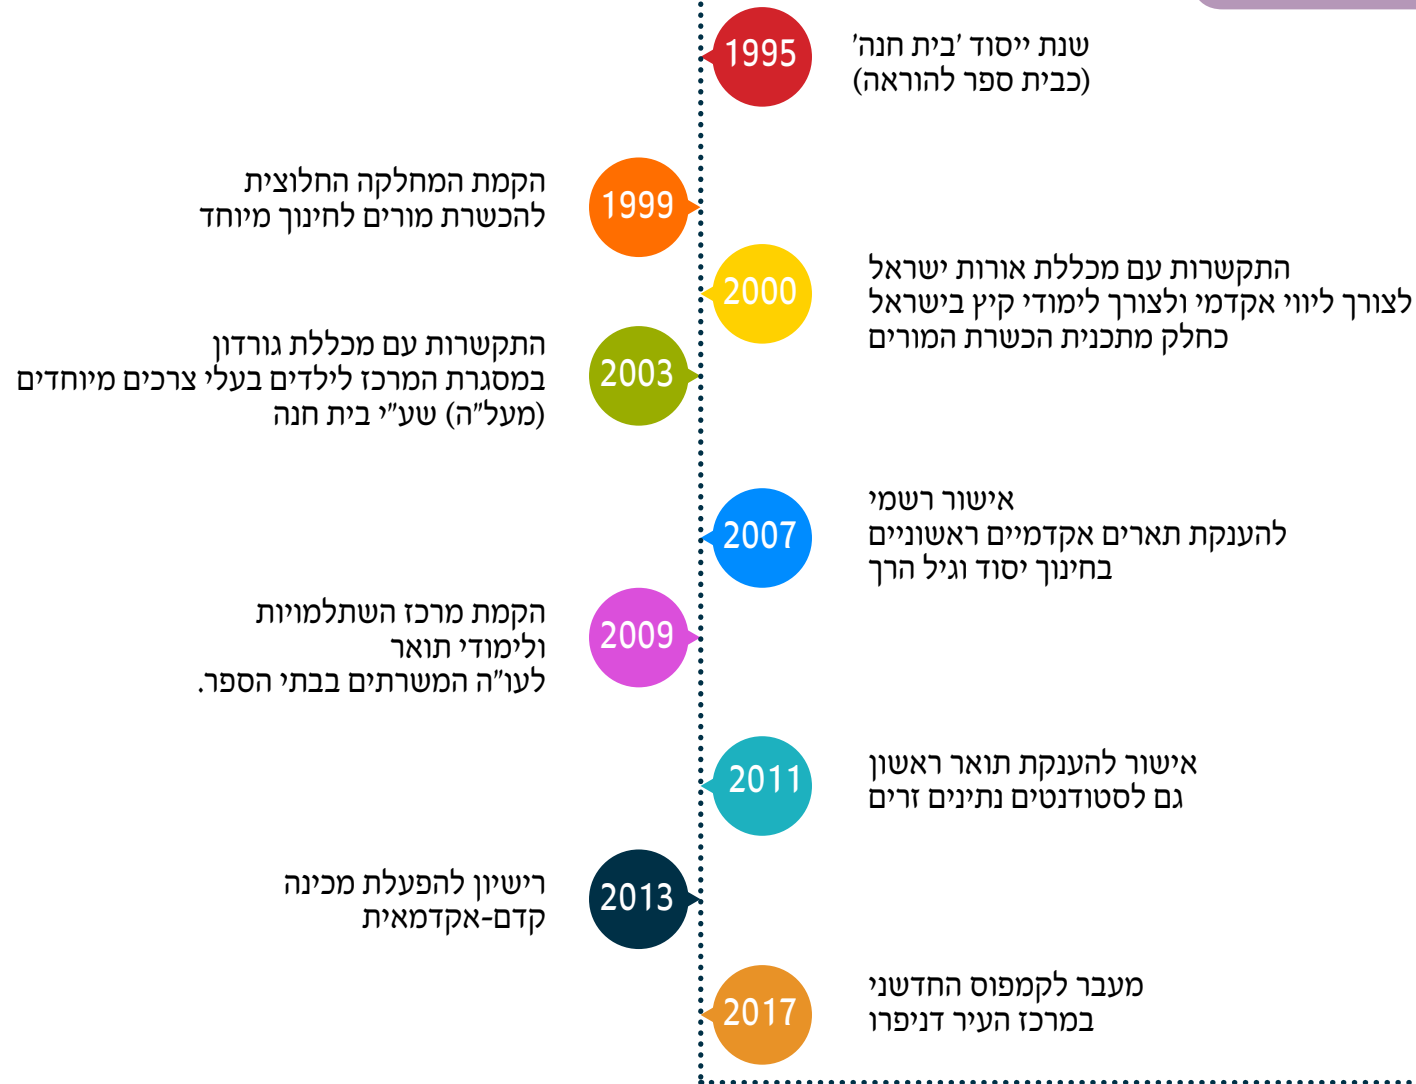 1995
שנת ייסוד 'בית חנה'
(כבית ספר להוראה)
1999
הקמת המחלקה החלוצית
להכשרת מורים לחינוך מיוחד
2000
התקשרות עם מכללת אורות ישראל
לצורך ליווי אקדמי ולצורך לימודי קיץ בישראל
כחלק מתכנית הכשרת המורים
2003
התקשרות עם מכללת גורדון
במסגרת המרכז לילדים בעלי צרכים מיוחדים
(מעל"ה) שע"י בית חנה
2007
אישור רשמי
להענקת תארים אקדמיים ראשוניים
בחינוך יסוד וגיל הרך
2009
הקמת מרכז השתלמויות
ולימודי תואר
לעו"ה המשרתים בבתי הספר.
2011
אישור להענקת תואר ראשון
גם לסטודנטים נתינים זרים
2013
רישיון להפעלת מכינה
קדם-אקדמאית
2017
מעבר לקמפוס החדשני
במרכז העיר דניפרו